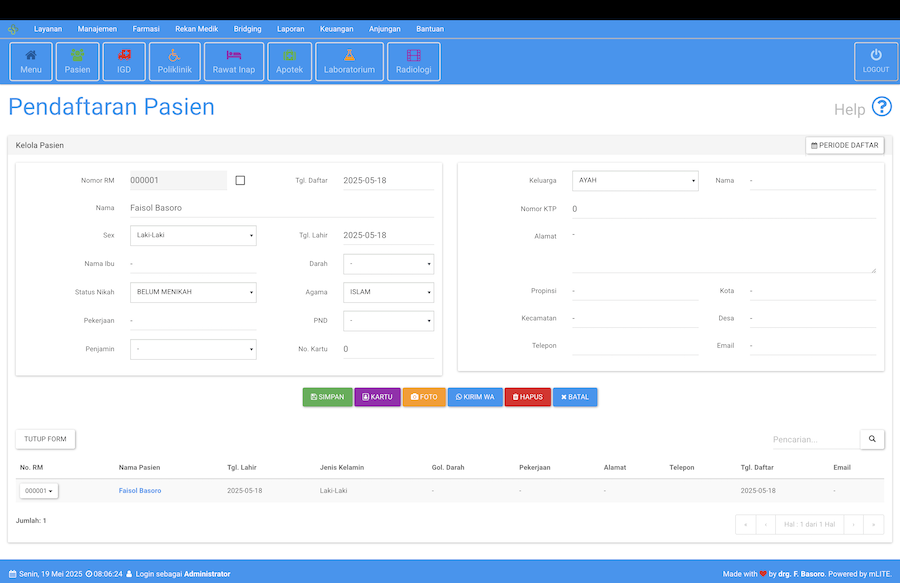 Layanan Manajemen Farmasi Rekan Medik Bridging Laporan Keuangan Anjungan Bantuan
Menu Pasien IGD Poliklinik Rawat Inap Apotek Laboratorium Radiologi LOGOUT
Pendaftaran Pasien
Help ?
Kelola Pasien PERIODE DAFTAR
Nomor RM 000001 Tgl. Daftar 2025-05-18
Nama Faisol Basoro
Sex Laki-Laki Tgl. Lahir 2025-05-18
Nama Ibu - Darah -
Status Nikah BELUM MENIKAH Agama ISLAM
Pekerjaan - PND -
Penjamin - No. Kartu 0
Keluarga AYAH Nama -
Nomor KTP 0
Alamat -
Propinsi - Kota -
Kecamatan - Desa -
Telepon Email -
SIMPAN KARTU FOTO KIRIM WA HAPUS BATAL
TUTUP FORM Pencarian...
No. RM Nama Pasien Tgl. Lahir Jenis Kelamin Gol. Darah Pekerjaan Alamat Telepon Tgl. Daftar Email
000001 Faisol Basoro 2025-05-18 Laki-Laki - - - 2025-05-18 -
Jumlah: 1 « ‹ Hal : 1 dari 1 Hal › »
Senin, 19 Mei 2025 08:06:24 Login sebagai Administrator Made with ❤ by drg. F. Basoro. Powered by mLITE.